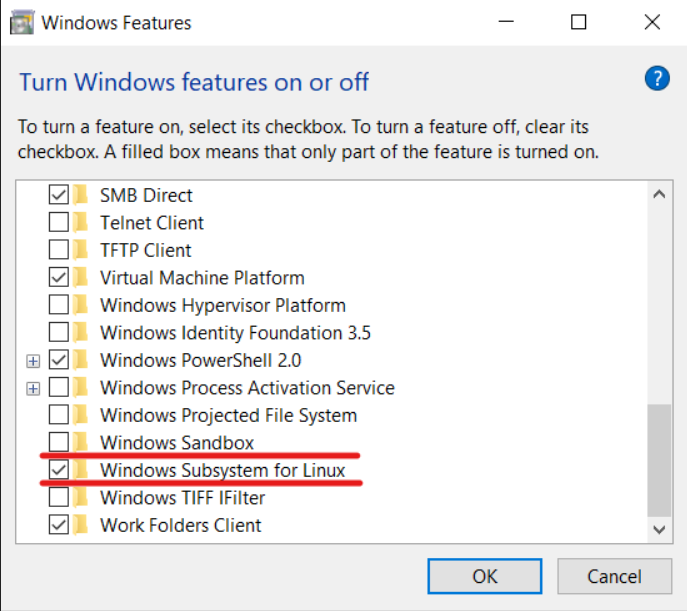 Windows Features
Turn Windows features on or off
?
To turn a feature on, select its checkbox. To turn a feature off, clear its
checkbox. A filled box means that only part of the feature is turned on.
SMB Direct
Telnet Client
TFTP Client
Virtual Machine Platform
Windows Hypervisor Platform
Windows Identity Foundation 3.5
Windows PowerShell 2.0
Windows Process Activation Service
Windows Projected File System
Windows Sandbox
Windows Subsystem for Linux
Windows TIFF IFilter
Work Folders Client
OK Cancel